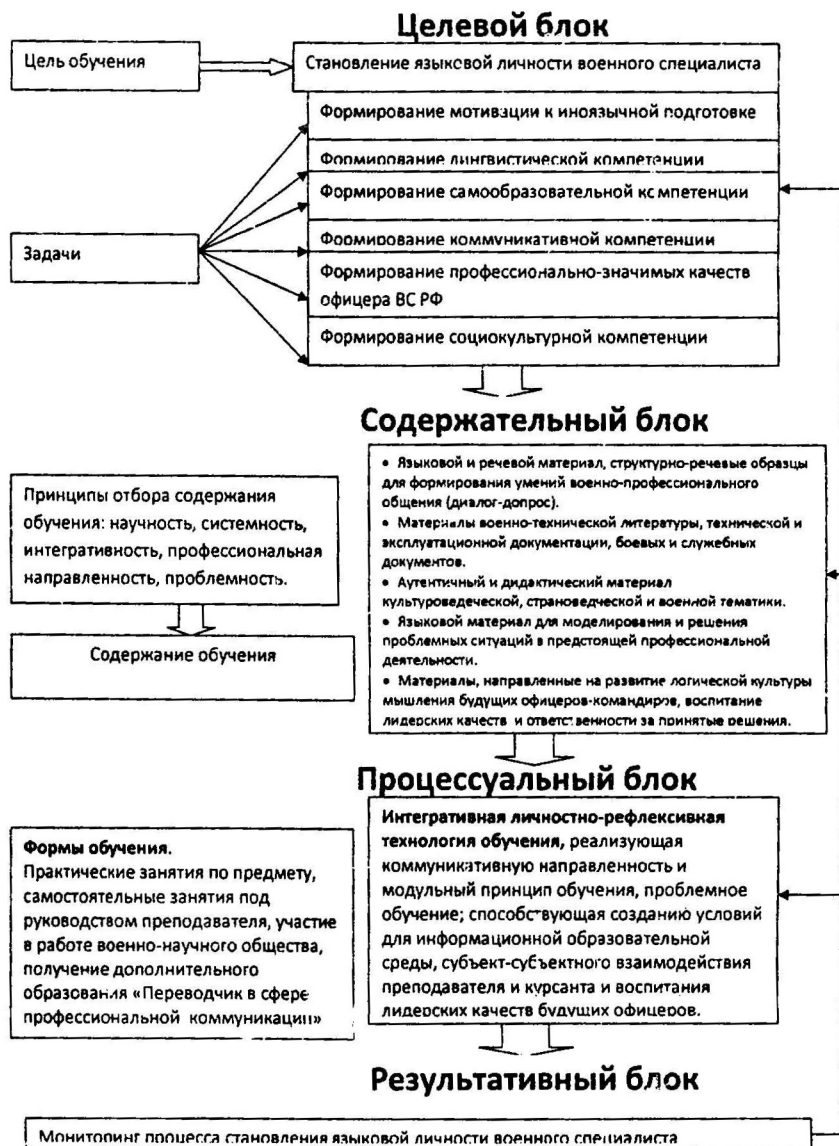 Целевой блок
Цель обучения
Становление языковой личности военного специалиста
Формирование мотивации к иноязычной подготовке
Формирование лингвистической компетенции
Формирование самообразовательной компетенции
Задачи
Формирование коммуникативной компетенции
Формирование профессионально-значимых качеств
офицера ВС РФ
Формирование социокультурной компетенции
Содержательный блок
Принципы отбора содержания
обучения: научность, системность,
интегративность, профессиональная
направленность, проблемность.
Содержание обучения
• Языковой и речевой материал, структурно-речевые образцы
для формирования умений военно-профессионального
общения (диалог-допрос).
• Материалы военно-технической литературы, технической и
эксплуатационной документации, боевых и служебных
документов.
• Аутентичный и дидактический материал
культуроведеческой, страноведческой и военной тематики.
• Языковой материал для моделирования и решения
проблемных ситуаций в предстоящей профессиональной
деятельности.
• Материалы, направленные на развитие логической культуры
мышления будущих офицеров-командиров, воспитание
лидерских качеств и ответственности за принятые решения.
Процессуальный блок
Формы обучения.
Практические занятия по предмету,
самостоятельные занятия под
руководством преподавателя, участие
в работе военно-научного общества,
получение дополнительного
образования «Переводчик в сфере
профессиональной коммуникации»
Интегративная личностно-рефлексивная
технология обучения, реализующая
коммуникативную направленность и
модульный принцип обучения, проблемное
обучение; способствующая созданию условий
для информационной образовательной
среды, субъект-субъектного взаимодействия
преподавателя и курсанта и воспитания
лидерских качеств будущих офицеров.
Результативный блок
Мониторинг процесса становления языковой личности военного специалиста